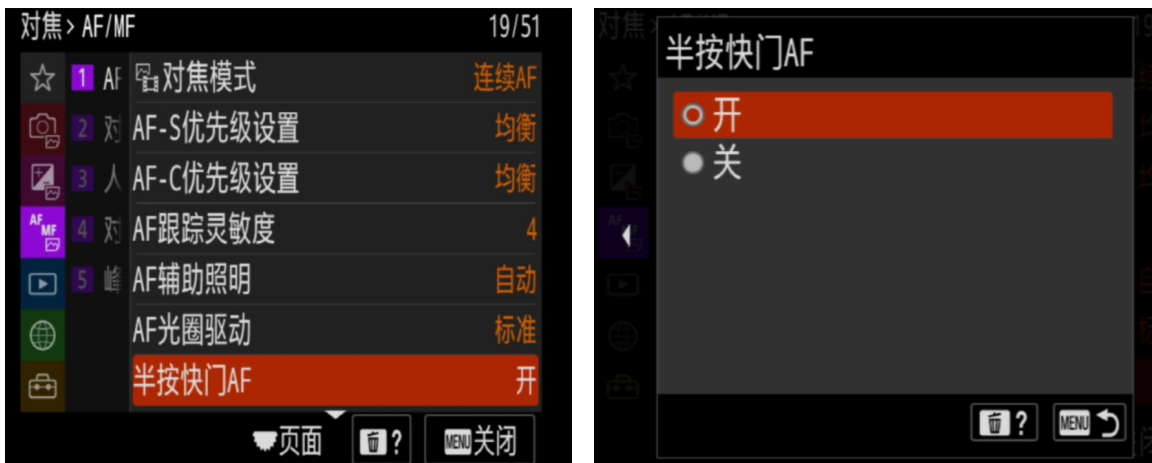 对焦> AF/MF 19/51
1 AF 对焦模式 连续AF
2 对 AF-S优先级设置 均衡
3 人 AF-C优先级设置 均衡
AF MF 4 对 AF跟踪灵敏度 4
5 峰 AF辅助照明 自动
AF光圈驱动 标准
半按快门AF 开
页面 ? MENU 关闭
半按快门AF
开
关
? MENU